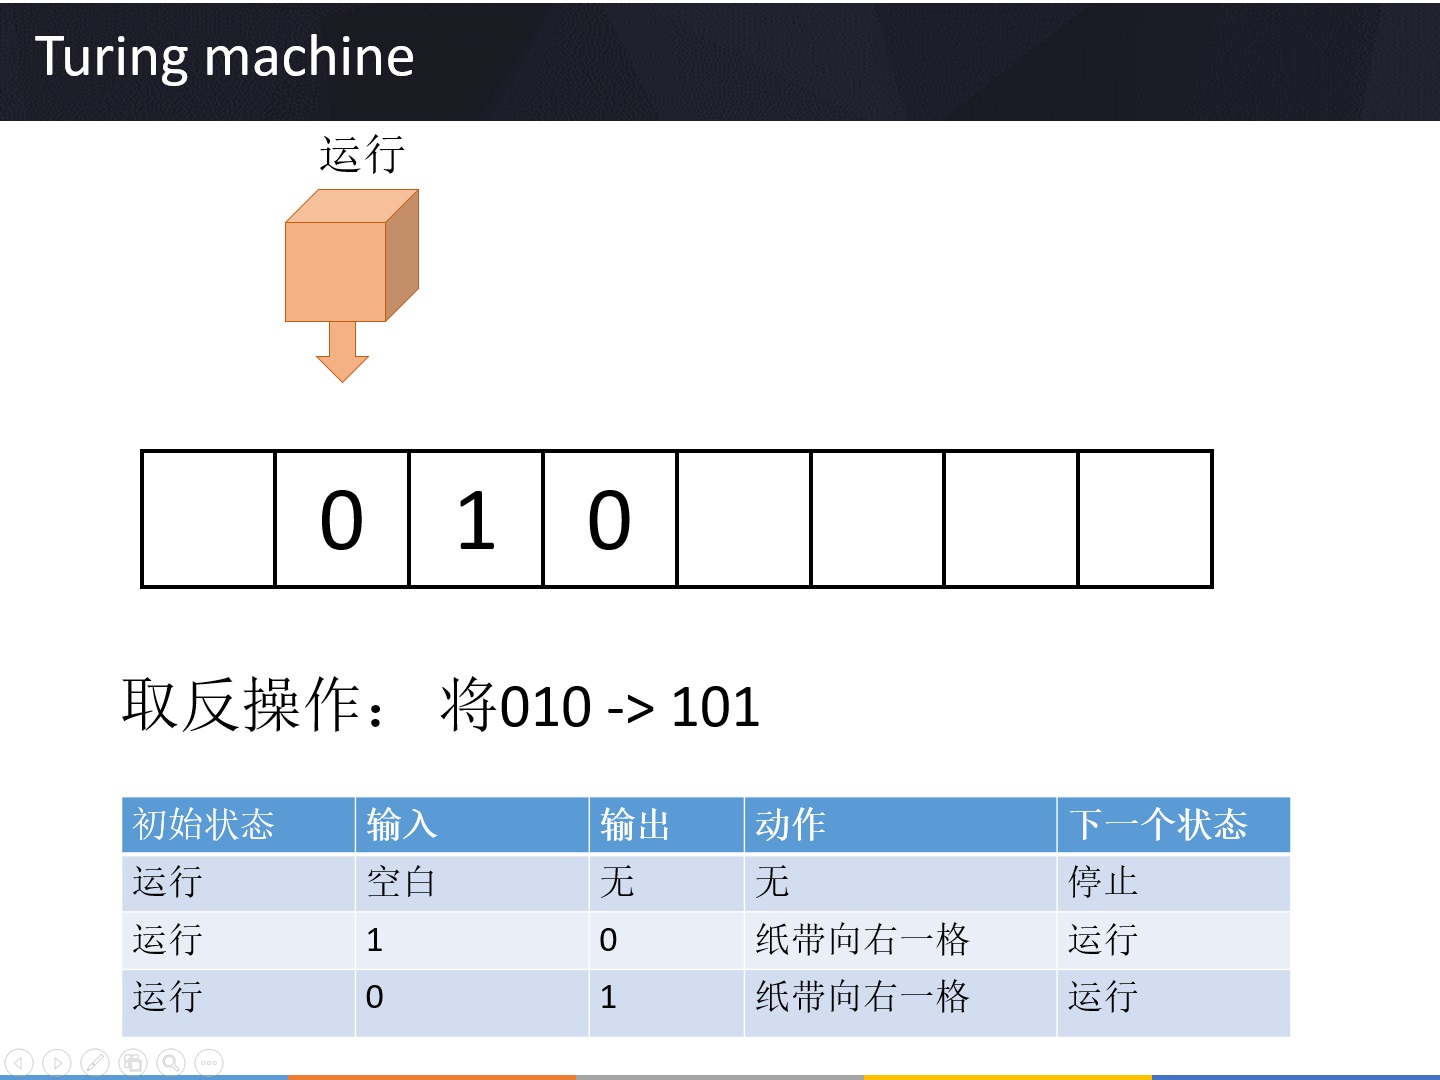 Turing machine
运行
0 1 0
取反操作： 将010 -> 101
初始状态 输入 输出 动作 下一个状态
运行 空白 无 无 停止
运行 1 0 纸带向右一格 运行
运行 0 1 纸带向右一格 运行